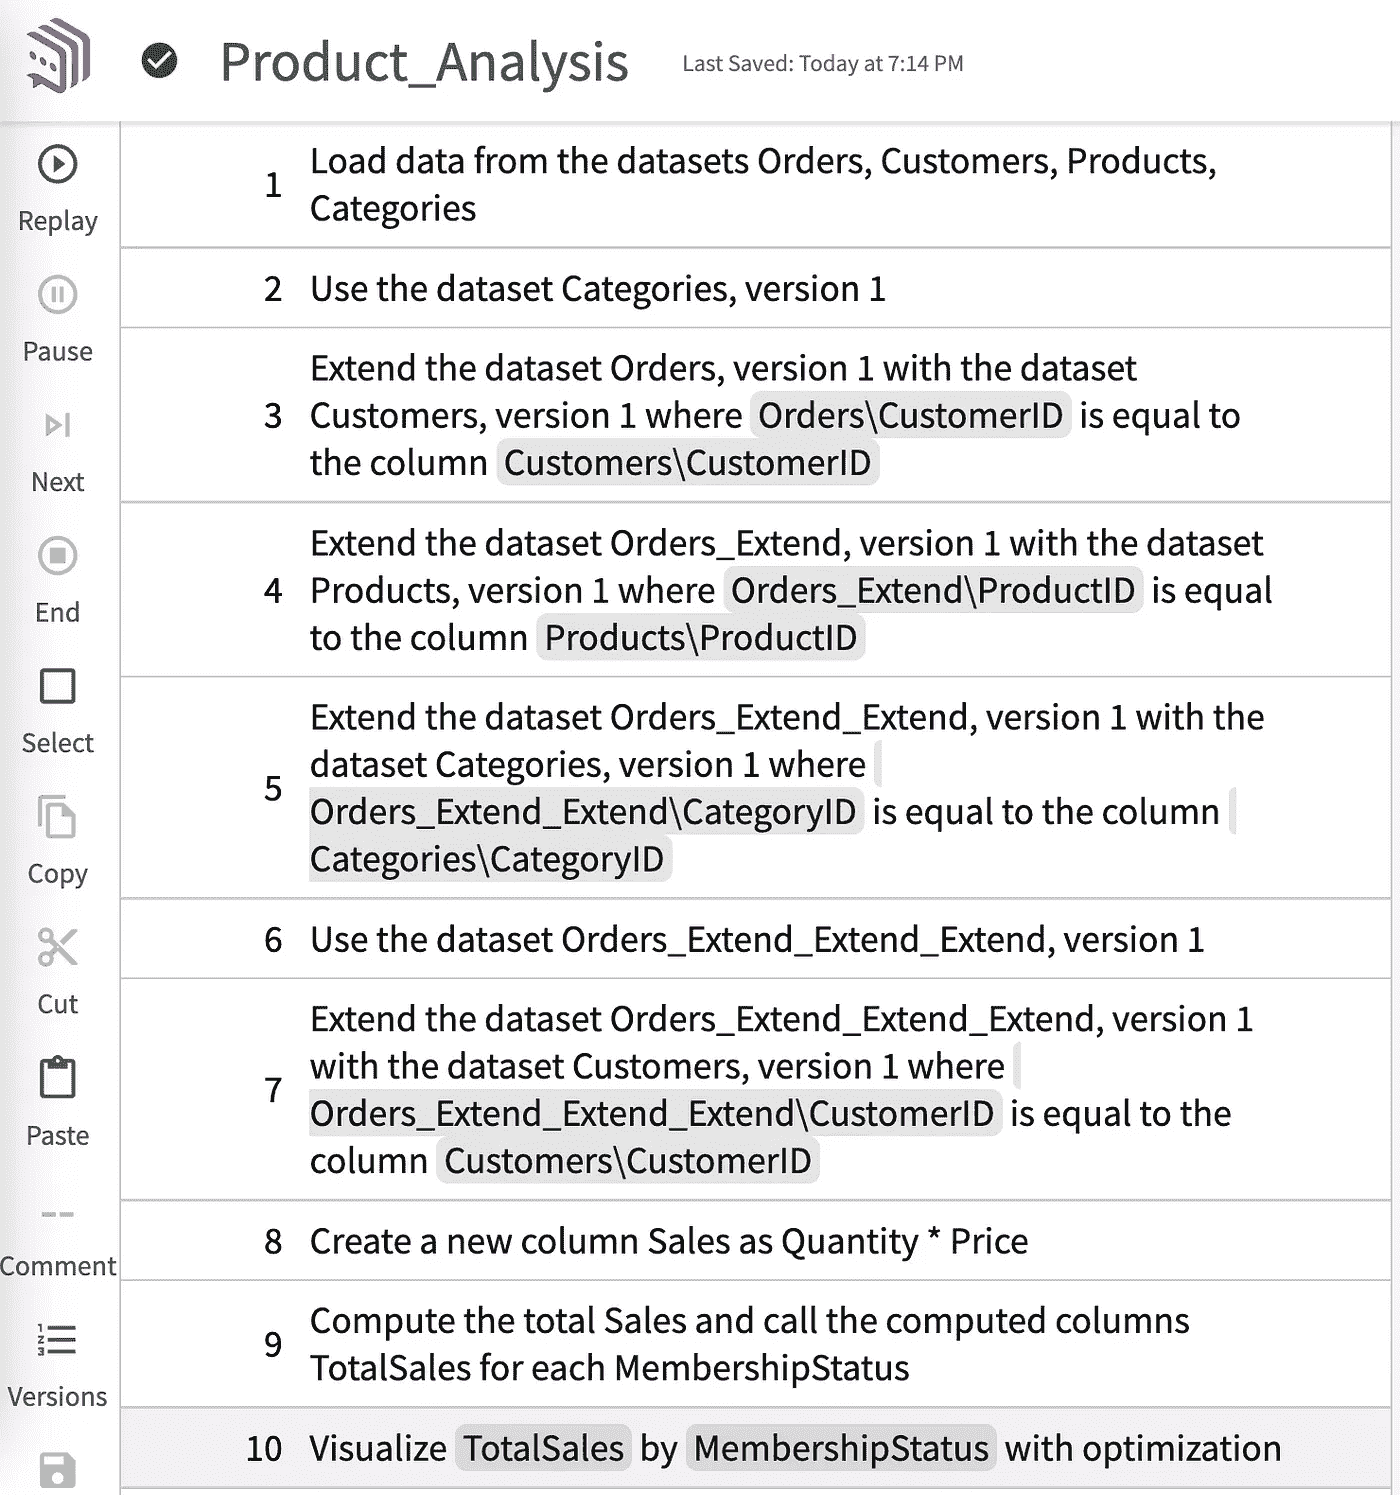 Product_Analysis
Last Saved: Today at 7:14 PM
Replay
Pause
Next
End
Select
Copy
Cut
Paste
Comment
Versions
1
Load data from the datasets Orders, Customers, Products,
Categories
2 Use the dataset Categories, version 1
Extend the dataset Orders, version 1 with the dataset
3 Customers, version 1 where Orders\CustomerID is equal to
the column Customers\CustomerID
Extend the dataset Orders_Extend, version 1 with the dataset
4 Products, version 1 where Orders_Extend\ProductID is equal
to the column Products\ProductID
Extend the dataset Orders_Extend_Extend, version 1 with the
dataset Categories, version 1 where
5
Orders_Extend_Extend\CategoryID is equal to the column
Categories\CategoryID
6 Use the dataset Orders_Extend_Extend_Extend, version 1
Extend the dataset Orders_Extend_Extend_Extend, version 1
with the dataset Customers, version 1 where
7
Orders_Extend_Extend_Extend\CustomerID is equal to the
column Customers\CustomerID
8 Create a new column Sales as Quantity * Price
9
Compute the total Sales and call the computed columns
TotalSales for each MembershipStatus
10 Visualize TotalSales by MembershipStatus with optimization